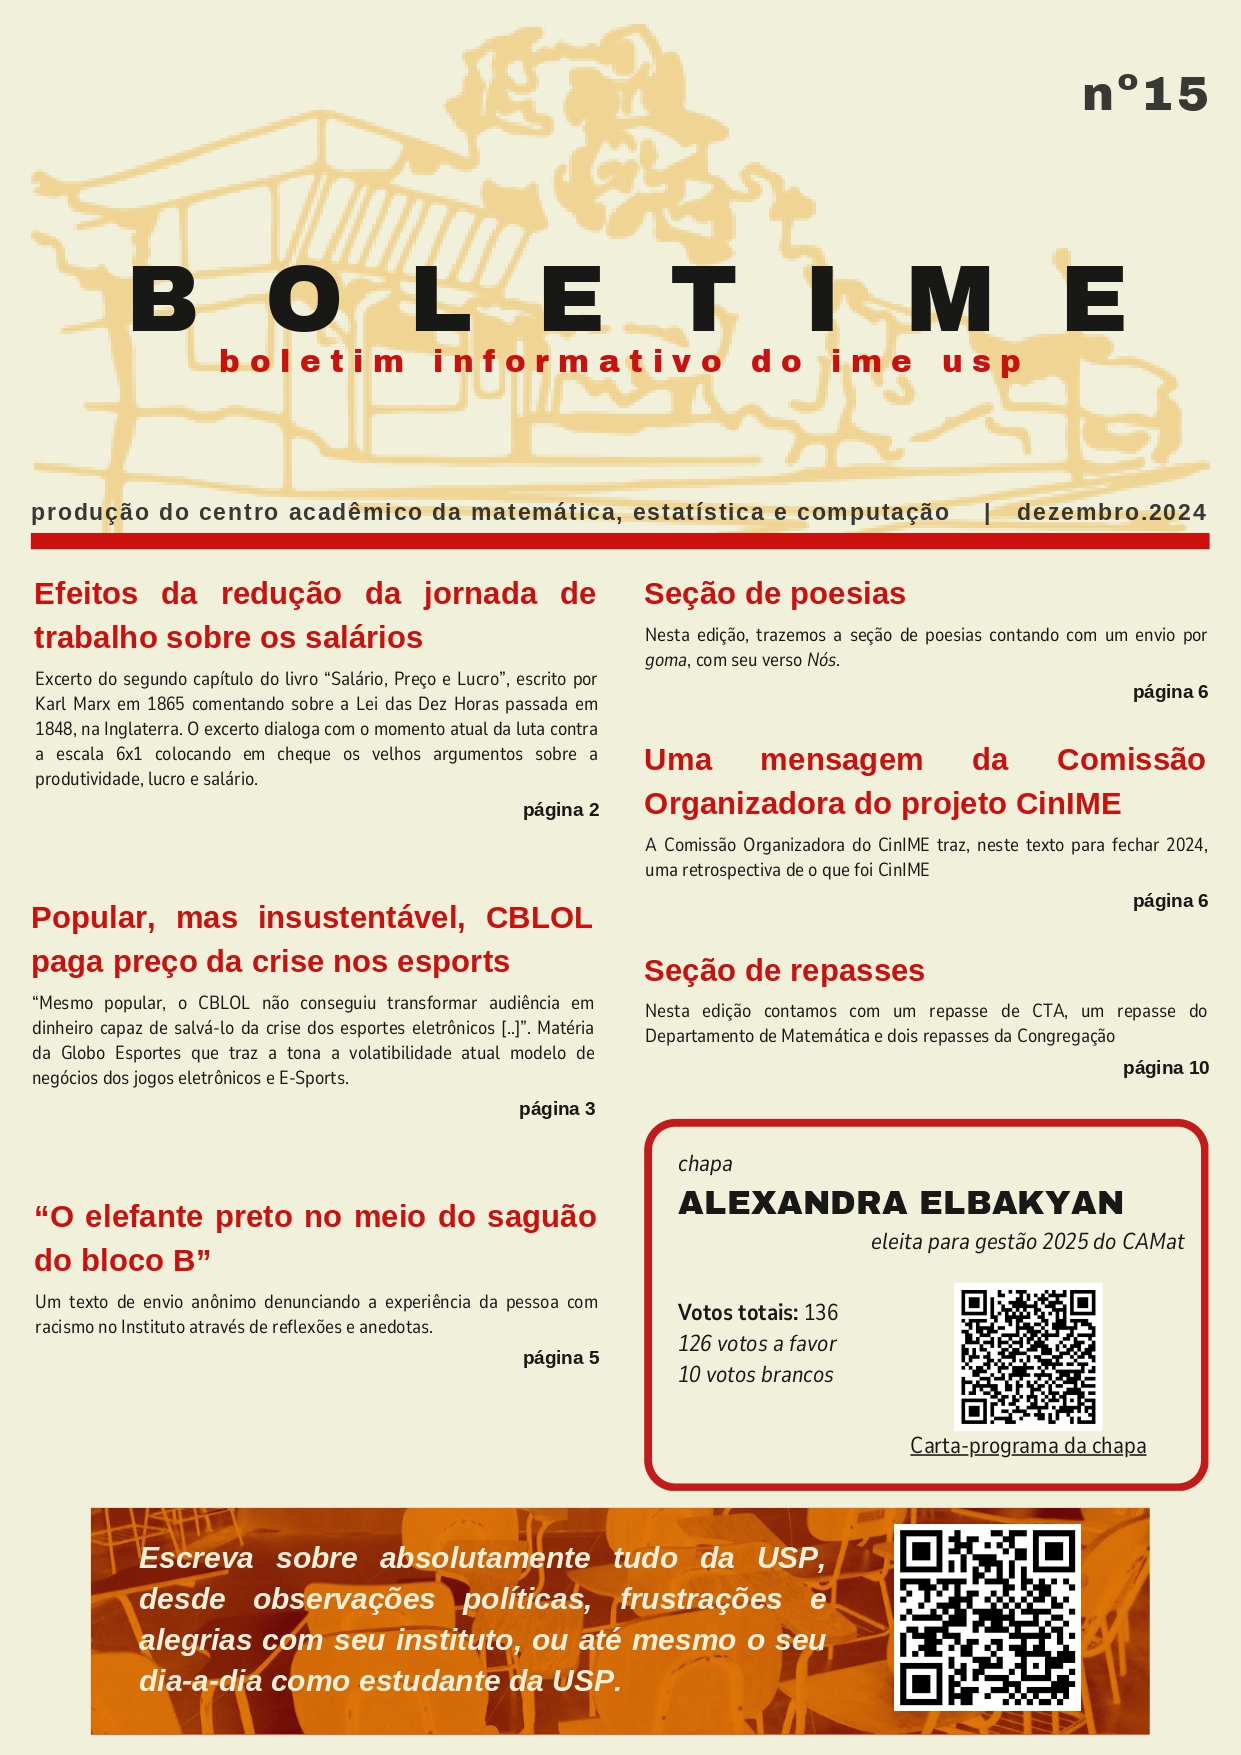 nº15
BOLETIME
boletim informativo do ime usp
produção do centro acadêmico da matemática, estatística e computação | dezembro.2024
Efeitos da redução da jornada de
trabalho sobre os salários
Excerto do segundo capítulo do livro “Salário, Preço e Lucro”, escrito por
Karl Marx em 1865 comentando sobre a Lei das Dez Horas passada em
1848, na Inglaterra. O excerto dialoga com o momento atual da luta contra
a escala 6x1 colocando em cheque os velhos argumentos sobre a
produtividade, lucro e salário.
página 2
Popular, mas insustentável, CBLOL
paga preço da crise nos esports
“Mesmo popular, o CBLOL não conseguiu transformar audiência em
dinheiro capaz de salvá-lo da crise dos esportes eletrônicos [..]”. Matéria
da Globo Esportes que traz a tona a volatibilidade atual modelo de
negócios dos jogos eletrônicos e E-Sports.
página 3
“O elefante preto no meio do saguão
do bloco B”
Um texto de envio anônimo denunciando a experiência da pessoa com
racismo no Instituto através de reflexões e anedotas.
página 5
Seção de poesias
Nesta edição, trazemos a seção de poesias contando com um envio por
goma, com seu verso Nós.
página 6
Uma mensagem da Comissão
Organizadora do projeto CinIME
A Comissão Organizadora do CinIME traz, neste texto para fechar 2024,
uma retrospectiva de o que foi CinIME
página 6
Seção de repasses
Nesta edição contamos com um repasse de CTA, um repasse do
Departamento de Matemática e dois repasses da Congregação
página 10
chapa
ALEXANDRA ELBAKYAN
eleita para gestão 2025 do CAMat
Votos totais: 136
126 votos a favor
10 votos brancos
Carta-programa da chapa
Escreva sobre absolutamente tudo da USP,
desde observações políticas, frustrações e
alegrias com seu instituto, ou até mesmo o seu
dia-a-dia como estudante da USP.